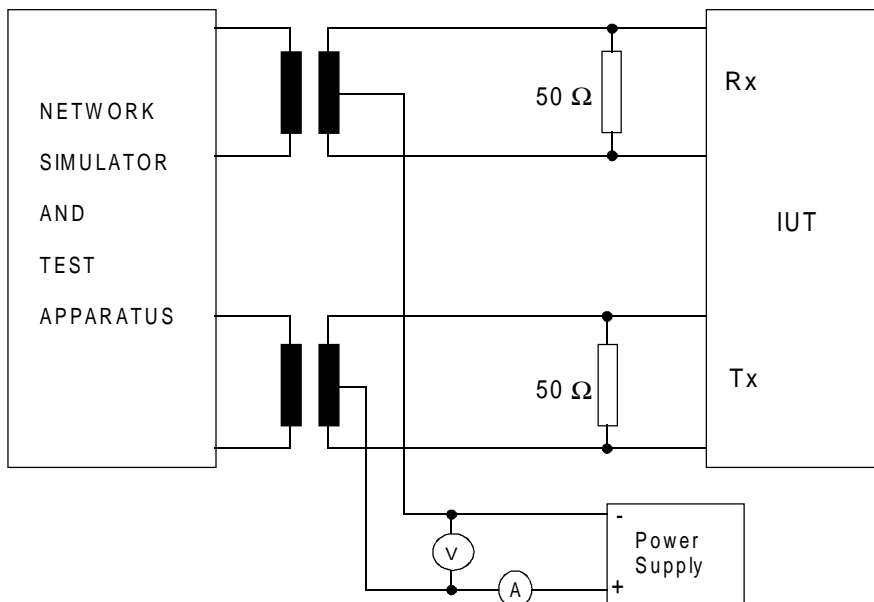 NETWORK
SIMULATOR
AND
TEST
APPARATUS
50 Ω
Rx
IUT
50 Ω
Tx
-
V
Power
Supply
A
+